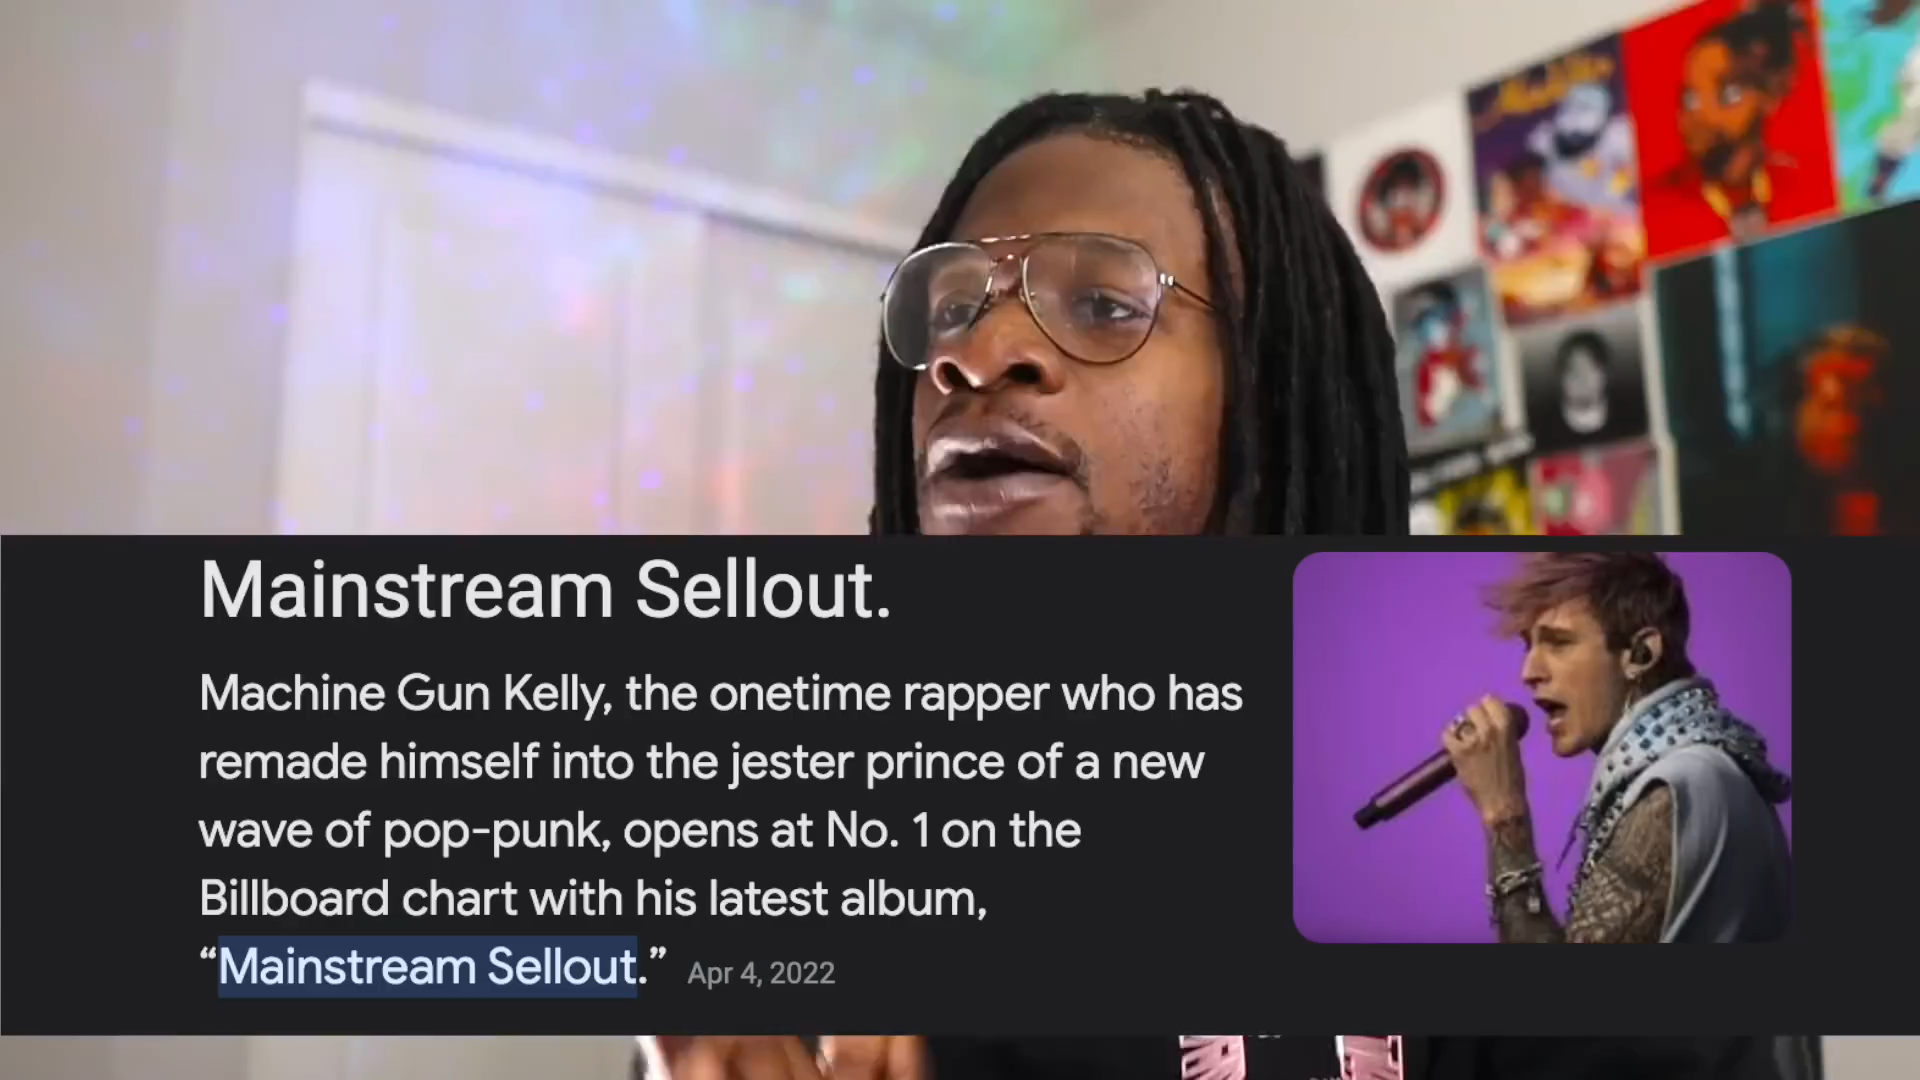 Mainstream Sellout.
Machine Gun Kelly, the onetime rapper who has
remade himself into the jester prince of a new
wave of pop-punk, opens at No. 1 on the
Billboard chart with his latest album,
“Mainstream Sellout.” Apr 4, 2022